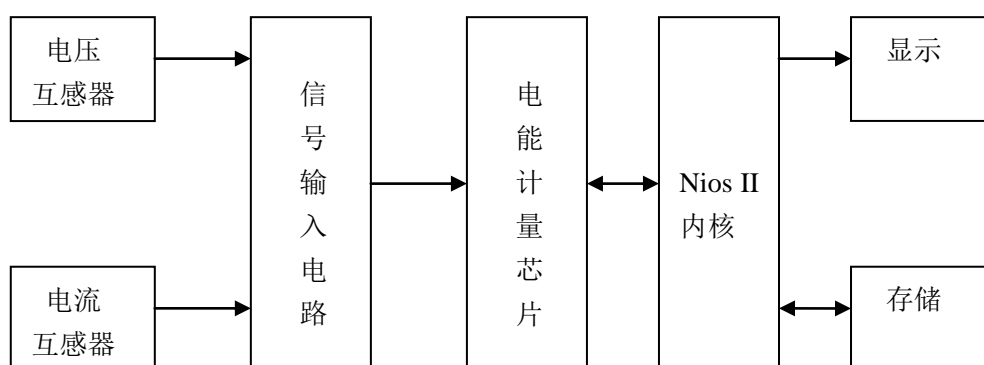 电压
互感器
信号输入电路
电能计量芯片
Nios II
内核
显示
电流
互感器
存储